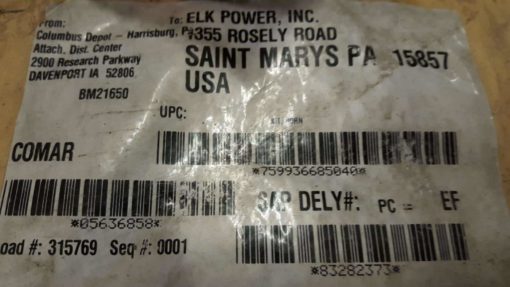 From:
Columbus Depot - Harrisburg, PA
Attach. Dist. Center
2900 Research Parkway
DAVENPORT IA 52806
BM21650
To: ELK POWER, INC.
355 ROSELY ROAD
SAINT MARYS PA 15857
USA
UPC:
*759936685040*
COMAR
*05636858*
SAP DELY#: PC = EF
oad #: 315769 Seq #: 0001
*83282373*